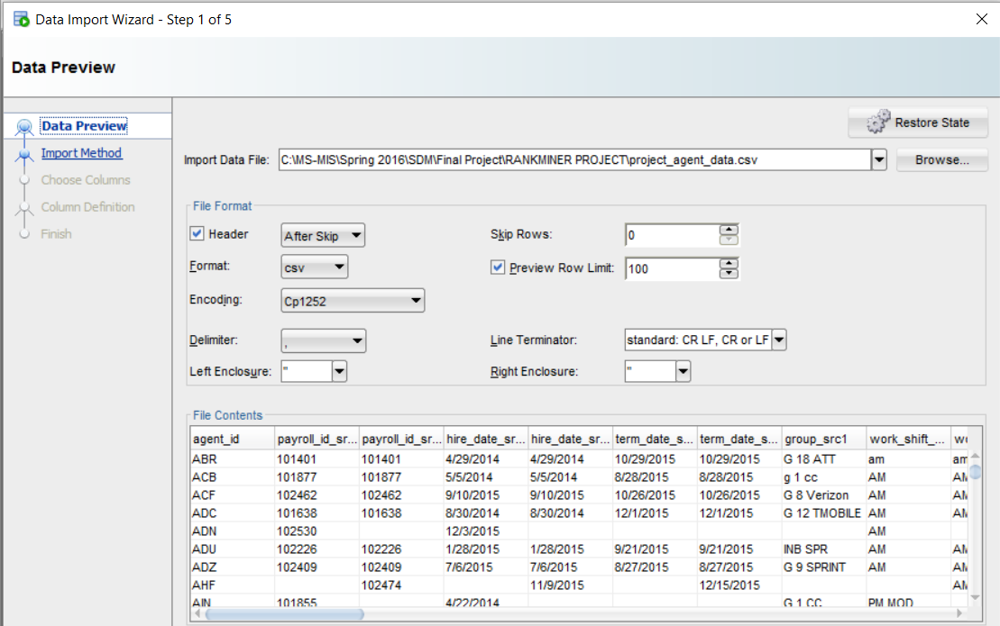 Data Import Wizard - Step 1 of 5
Data Preview
Data Preview
Import Method
Choose Columns
Column Definition
Finish
Restore State
Import Data File: C:\MS-MIS\Spring 2016\SDM\Final Project\RANKMINER PROJECT\project_agent_data.csv Browse...
File Format
Header After Skip Skip Rows: 0
Format: csv Preview Row Limit: 100
Encoding: Cp1252
Delimiter: , Line Terminator: standard: CR LF, CR or LF
Left Enclosure: " Right Enclosure: "
File Contents
agent_id payroll_id_sr... payroll_id_sr... hire_date_sr... hire_date_sr... term_date_s... term_date_s... group_src1 work_shift_...
ABR 101401 101401 4/29/2014 4/29/2014 10/29/2015 10/29/2015 G 18 ATT am am
ACB 101877 101877 5/5/2014 5/5/2014 8/28/2015 8/28/2015 g 1 cc AM AM
ACF 102462 102462 9/10/2015 9/10/2015 10/26/2015 10/26/2015 G 8 Verizon AM AM
ADC 101638 101638 8/30/2014 8/30/2014 12/1/2015 12/1/2015 G 12 TMOBILE AM AM
ADN 102530 12/3/2015 AM
ADU 102226 102226 1/28/2015 1/28/2015 9/21/2015 9/21/2015 INB SPR AM AM
ADZ 102409 102409 7/6/2015 7/6/2015 8/27/2015 8/27/2015 G 9 SPRINT AM AM
AHF 102474 11/9/2015 12/15/2015 AM
AIN 101855 4/22/2014 G 1 CC PM MOD